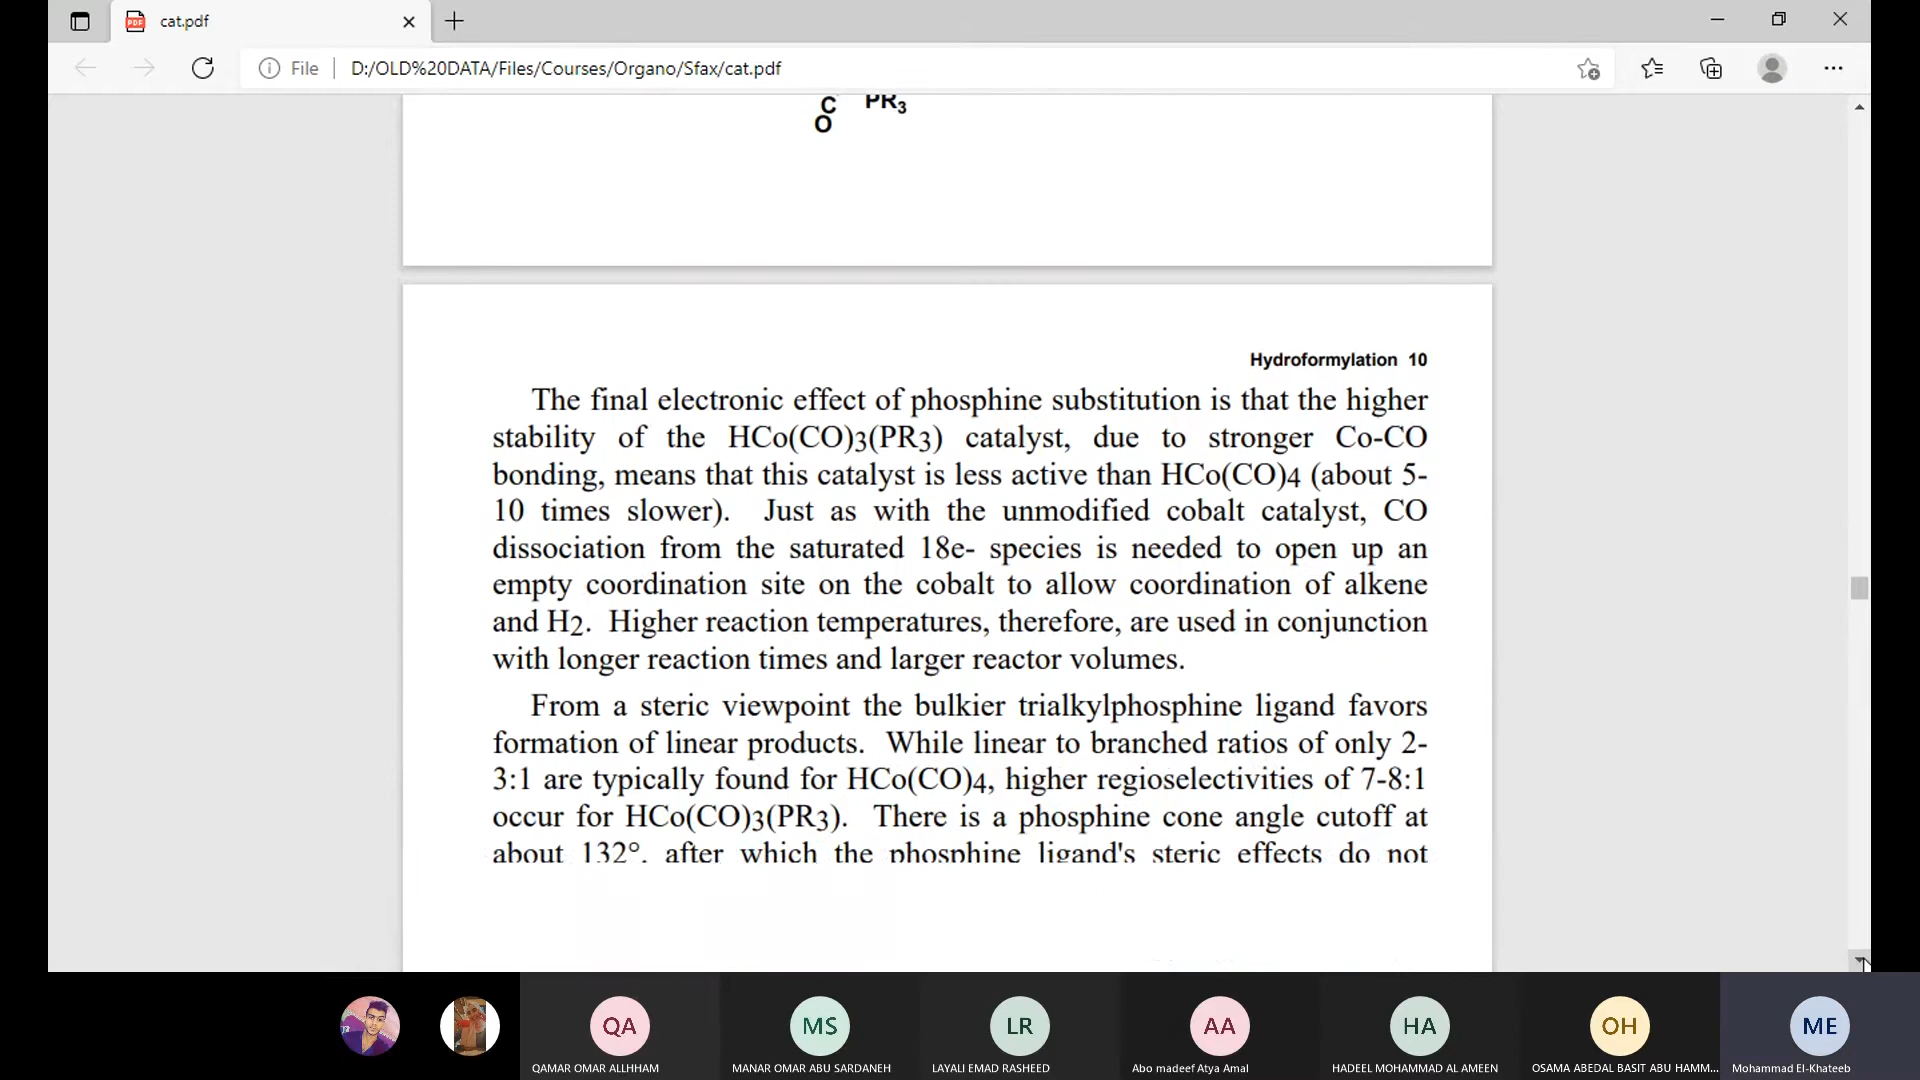 cat.pdf
File D:/OLD%20DATA/Files/Courses/Organo/Sfax/cat.pdf
C PR3
O
Hydroformylation 10
The final electronic effect of phosphine substitution is that the higher
stability of the HCo(CO)3(PR3) catalyst, due to stronger Co-CO
bonding, means that this catalyst is less active than HCo(CO)4 (about 5-
10 times slower). Just as with the unmodified cobalt catalyst, CO
dissociation from the saturated 18e- species is needed to open up an
empty coordination site on the cobalt to allow coordination of alkene
and H2. Higher reaction temperatures, therefore, are used in conjunction
with longer reaction times and larger reactor volumes.
From a steric viewpoint the bulkier trialkylphosphine ligand favors
formation of linear products. While linear to branched ratios of only 2-
3:1 are typically found for HCo(CO)4, higher regioselectivities of 7-8:1
occur for HCo(CO)3(PR3). There is a phosphine cone angle cutoff at
about 132°, after which the phosphine ligand's steric effects do not
QA MS LR AA HA OH ME
QAMAR OMAR ALLHHAM MANAR OMAR ABU SARDANEH LAYALI EMAD RASHEED Abo madeef Atya Amal HADEEL MOHAMMAD AL AMEEN OSAMA ABEDAL BASIT ABU HAMM... Mohammad El-Khateeb